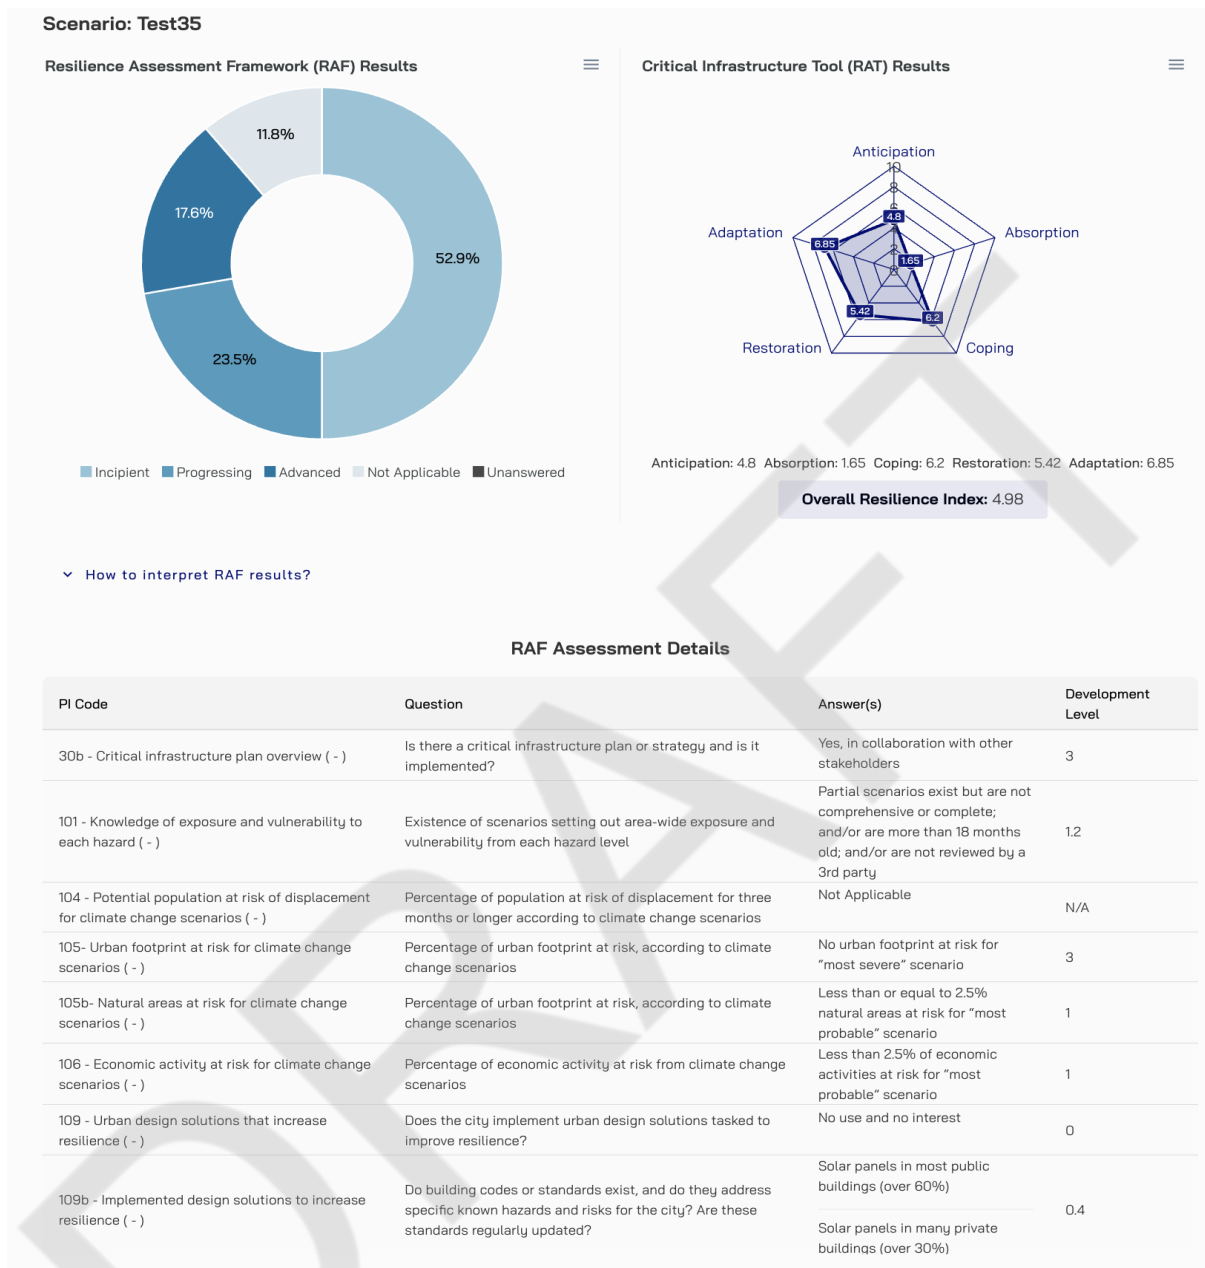 Scenario: Test35
Resilience Assessment Framework (RAF) Results
11.8%
17.6%
52.9%
23.5%
Incipient Progressing Advanced Not Applicable Unanswered
Critical Infrastructure Tool (RAT) Results
Anticipation
10
8
6
4.8
4
2
0
Adaptation
6.85
1.65
Absorption
5.42
6.2
Restoration
Coping
Anticipation: 4.8 Absorption: 1.65 Coping: 6.2 Restoration: 5.42 Adaptation: 6.85
Overall Resilience Index: 4.98
How to interpret RAF results?
RAF Assessment Details
PI Code
Question
Answer(s)
Development
Level
30b - Critical infrastructure plan overview ( - )
Is there a critical infrastructure plan or strategy and is it
implemented?
Yes, in collaboration with other
stakeholders
3
101 - Knowledge of exposure and vulnerability to
each hazard ( - )
Existence of scenarios setting out area-wide exposure and
vulnerability from each hazard level
Partial scenarios exist but are not
comprehensive or complete;
and/or are more than 18 months
old; and/or are not reviewed by a
3rd party
1.2
104 - Potential population at risk of displacement
for climate change scenarios ( - )
Percentage of population at risk of displacement for three
months or longer according to climate change scenarios
Not Applicable
N/A
105- Urban footprint at risk for climate change
scenarios ( - )
Percentage of urban footprint at risk, according to climate
change scenarios
No urban footprint at risk for
“most severe” scenario
3
105b- Natural areas at risk for climate change
scenarios ( - )
Percentage of urban footprint at risk, according to climate
change scenarios
Less than or equal to 2.5%
natural areas at risk for “most
probable” scenario
1
106 - Economic activity at risk for climate change
scenarios ( - )
Percentage of economic activity at risk from climate change
scenarios
Less than 2.5% of economic
activities at risk for “most
probable” scenario
1
109 - Urban design solutions that increase
resilience ( - )
Does the city implement urban design solutions tasked to
improve resilience?
No use and no interest
0
109b - Implemented design solutions to increase
resilience ( - )
Do building codes or standards exist, and do they address
specific known hazards and risks for the city? Are these
standards regularly updated?
Solar panels in most public
buildings (over 60%)
Solar panels in many private
buildings (over 30%)
0.4
DRAFT